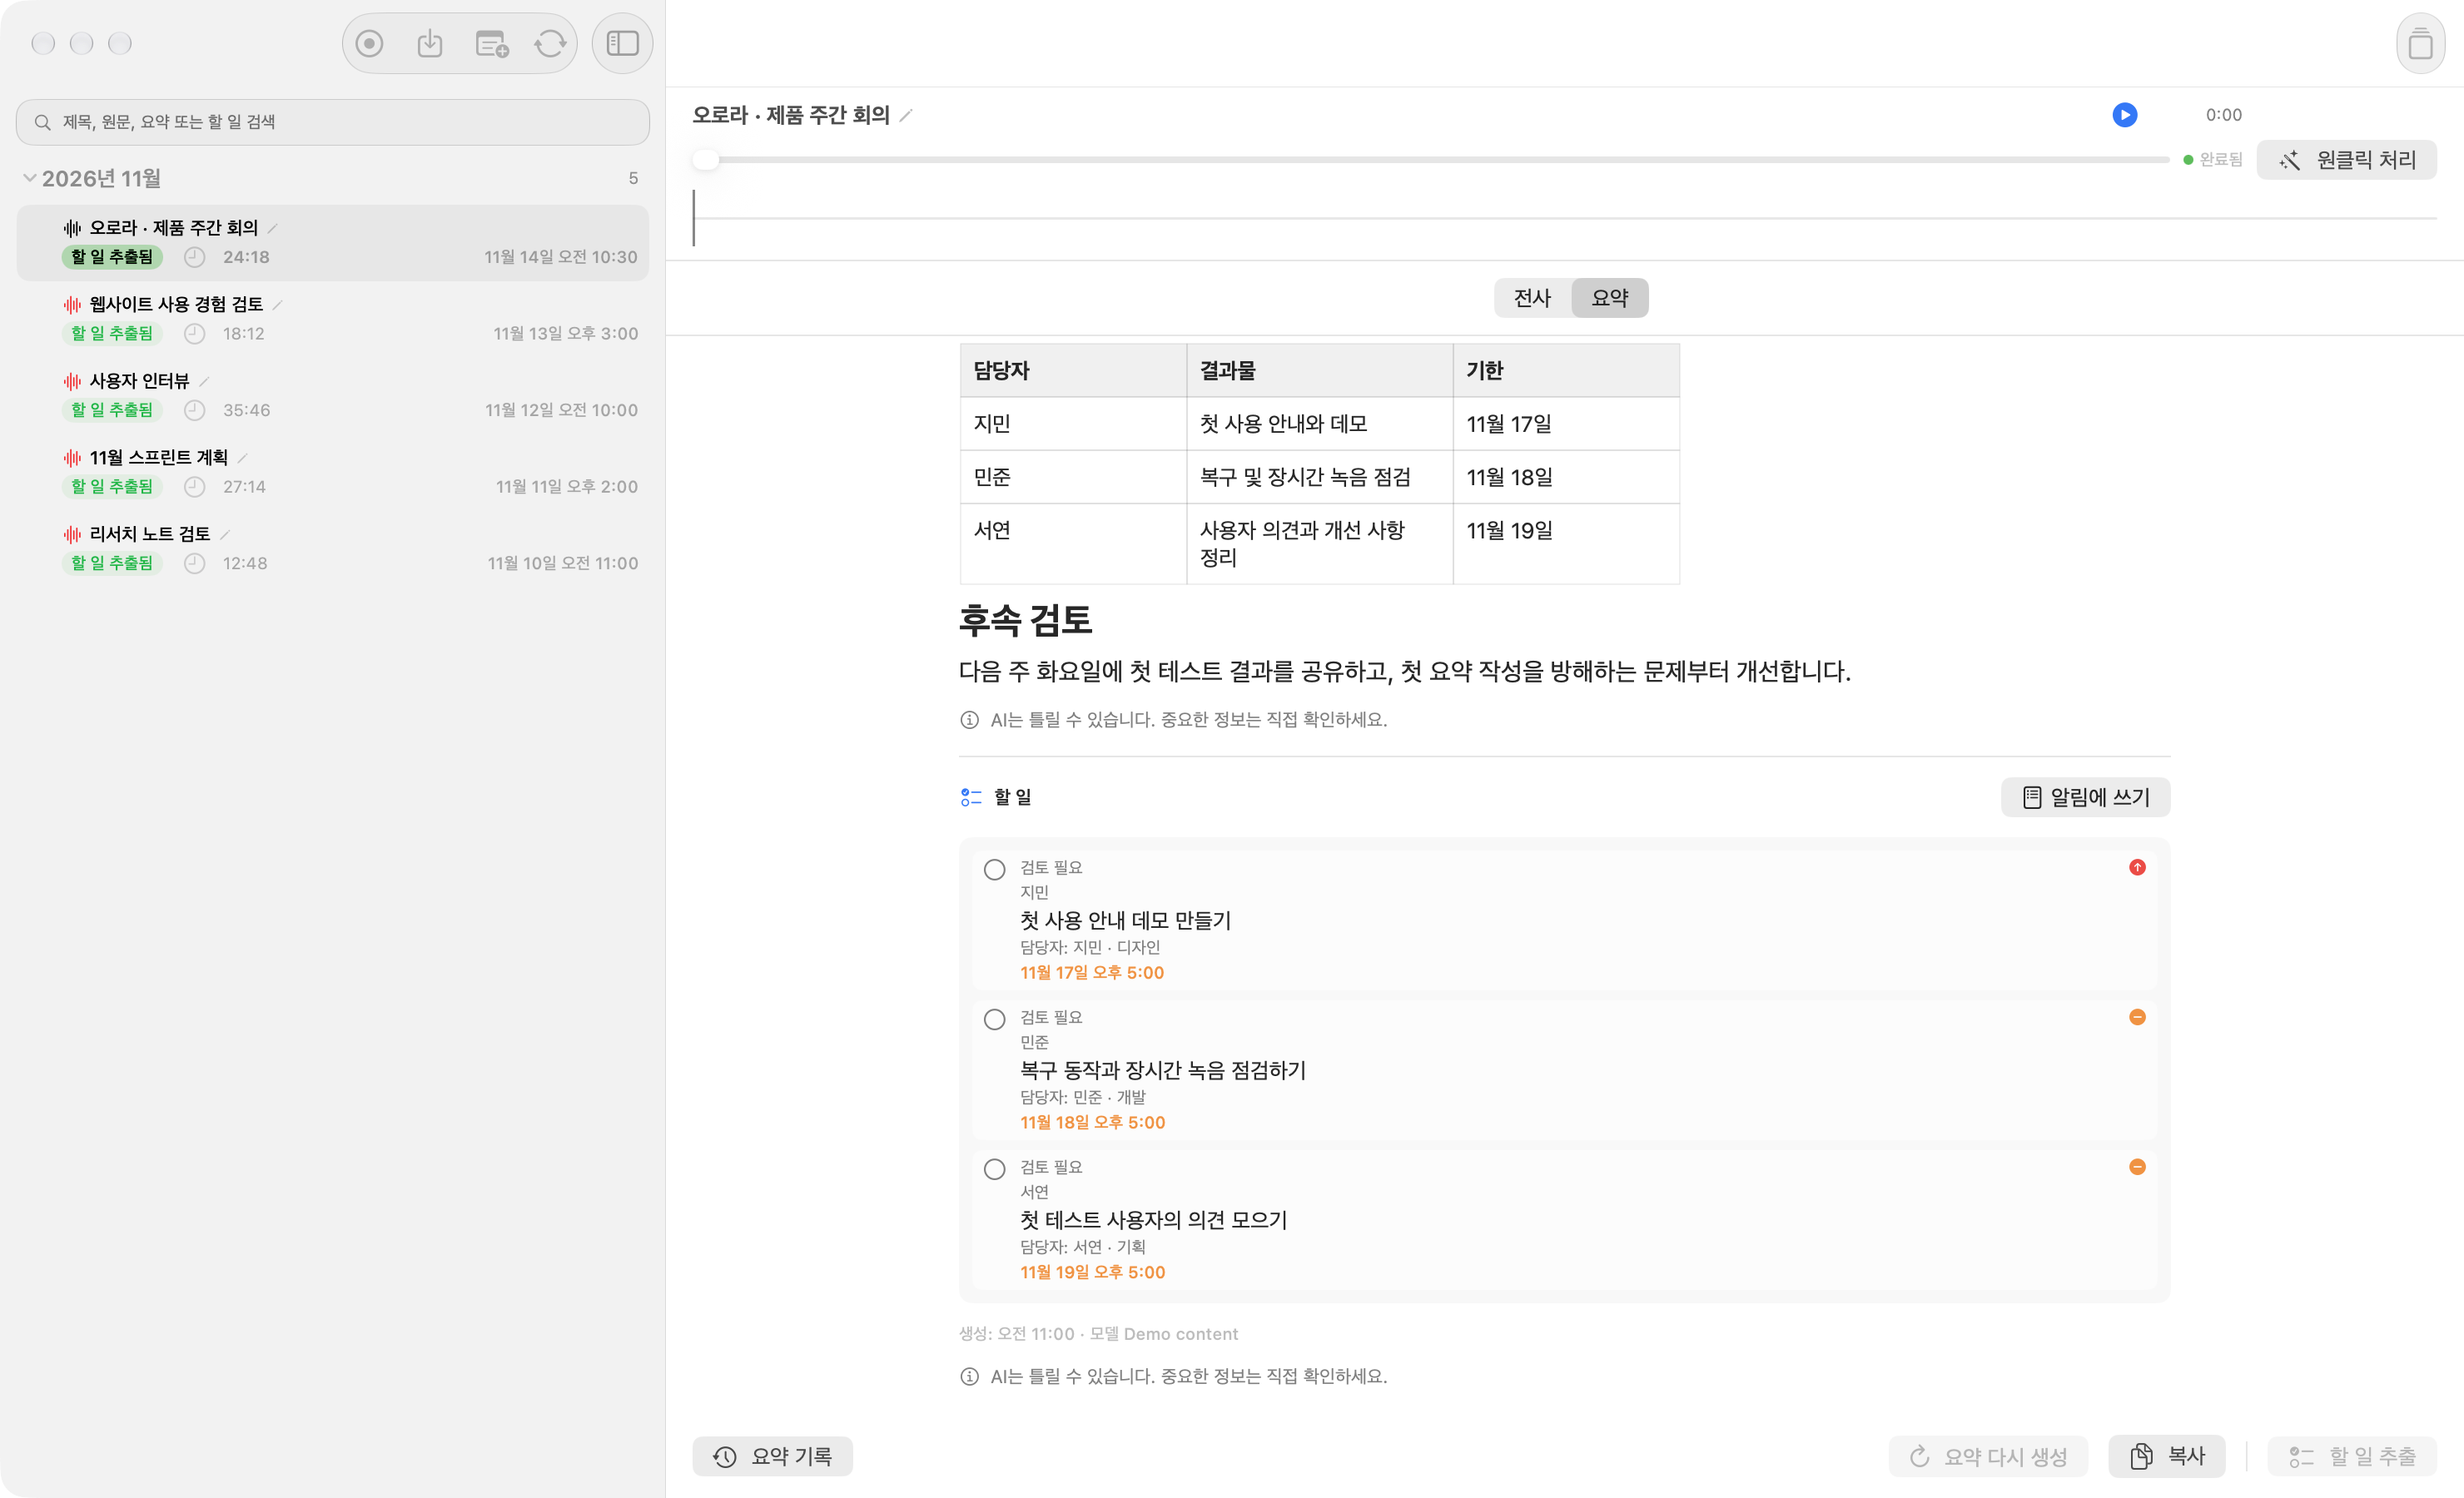 제목, 원문, 요약 또는 할 일 검색
2026년 11월
5
오로라 · 제품 주간 회의
할 일 추출됨
24:18
11월 14일 오전 10:30
웹사이트 사용 경험 검토
할 일 추출됨
18:12
11월 13일 오후 3:00
사용자 인터뷰
할 일 추출됨
35:46
11월 12일 오전 10:00
11월 스프린트 계획
할 일 추출됨
27:14
11월 11일 오후 2:00
리서치 노트 검토
할 일 추출됨
12:48
11월 10일 오전 11:00
오로라 · 제품 주간 회의
0:00
완료됨
원클릭 처리
전사
요약
담당자 결과물 기한
지민 첫 사용 안내와 데모 11월 17일
민준 복구 및 장시간 녹음 점검 11월 18일
서연 사용자 의견과 개선 사항 11월 19일
정리
후속 검토
다음 주 화요일에 첫 테스트 결과를 공유하고, 첫 요약 작성을 방해하는 문제부터 개선합니다.
AI는 틀릴 수 있습니다. 중요한 정보는 직접 확인하세요.
할 일
알림에 쓰기
검토 필요
지민
첫 사용 안내 데모 만들기
담당자: 지민 · 디자인
11월 17일 오후 5:00
검토 필요
민준
복구 동작과 장시간 녹음 점검하기
담당자: 민준 · 개발
11월 18일 오후 5:00
검토 필요
서연
첫 테스트 사용자의 의견 모으기
담당자: 서연 · 기획
11월 19일 오후 5:00
생성: 오전 11:00 · 모델 Demo content
AI는 틀릴 수 있습니다. 중요한 정보는 직접 확인하세요.
요약 기록
요약 다시 생성
복사
할 일 추출